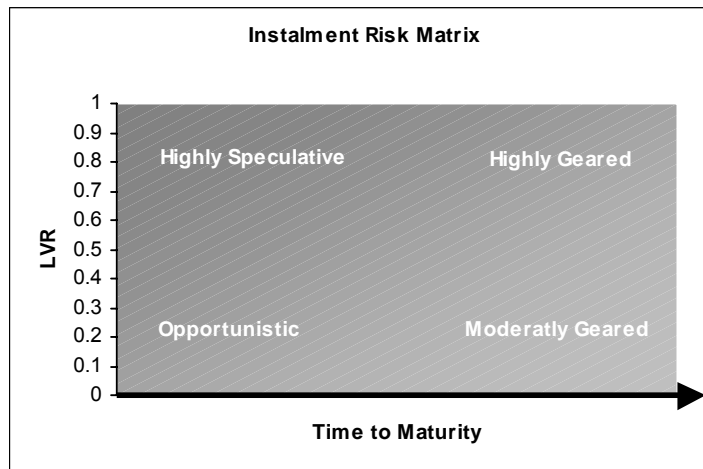 Instalment Risk Matrix
1
0.9
0.8
0.7
0.6
0.5
0.4
0.3
0.2
0.1
0
LVR
Highly Speculative
Highly Geared
Opportunistic
Moderatly Geared
Time to Maturity